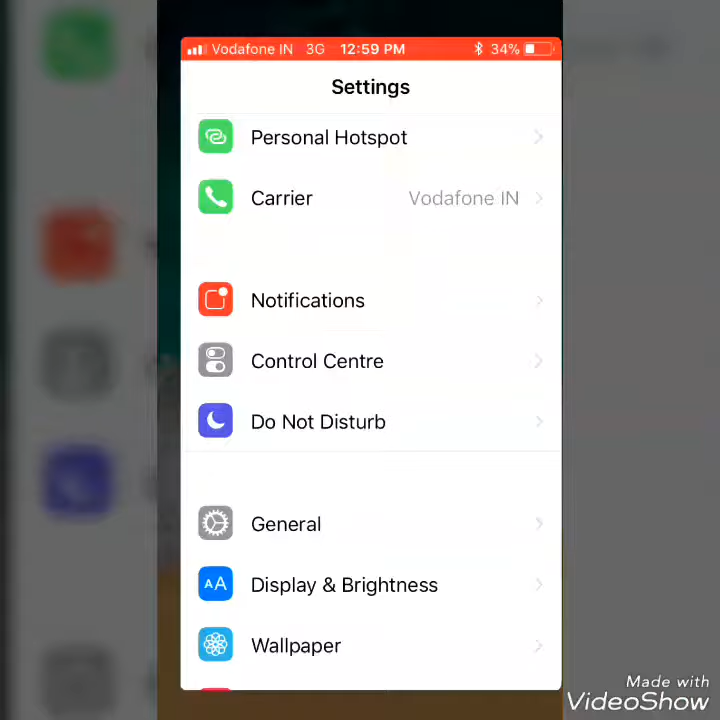 Vodafone IN 3G 12:59 PM 34%
Settings
Personal Hotspot
Carrier Vodafone IN
Notifications
Control Centre
Do Not Disturb
General
AA Display & Brightness
Wallpaper
Made with
VideoShow